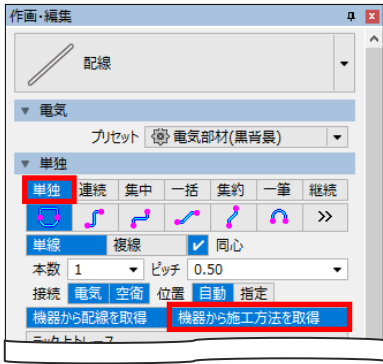 作画・編集
配線
電気
プリセット 電気部材(黒背景)
単独
単独 連続 集中 一括 集約 一筆 継続
単線 複線 同心
本数 1 ピッチ 0.50
接続 電気 空衛 位置 自動 指定
機器から配線を取得 機器から施工方法を取得